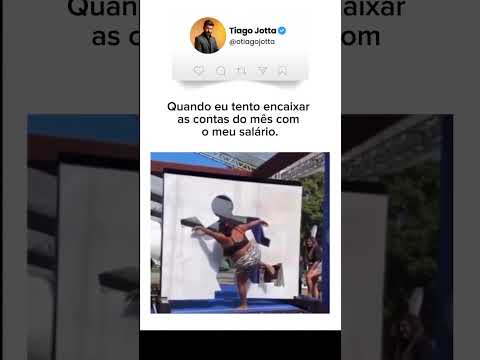 Tiago Jotta
@otiagojotta
Quando eu tento encaixar
as contas do mês com
o meu salário.